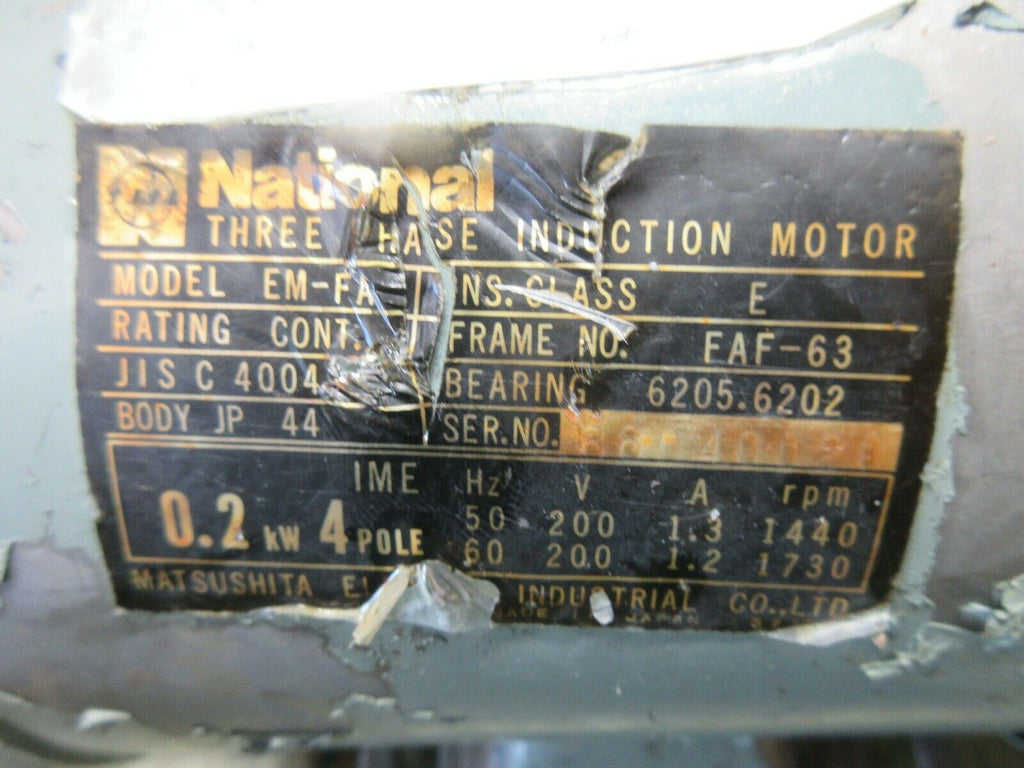 National
THREE HASE INDUCTION MOTOR
MODEL EM-FA NS. CLASS E
RATING CONT. FRAME NO. FAF-63
JIS C 4004 BEARING 6205.6202
BODY JP 44 SER.NO.
IME Hz V A rpm
0.2 kW 4 POLE
50 200 1.3 1440
60 200 1.2 1730
MATSUSHITA INDUSTRIAL CO.,LTD
JAPAN